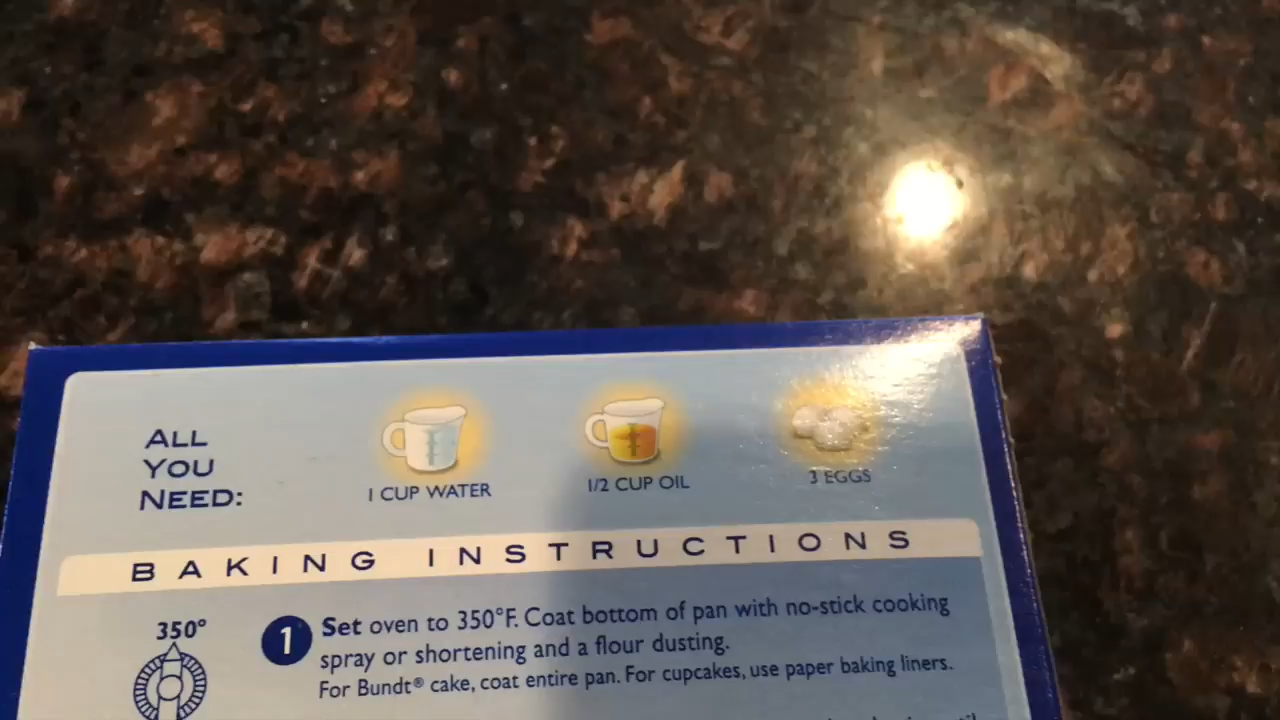 ALL
YOU
NEED:
1 CUP WATER
1/2 CUP OIL
3 EGGS
BAKING INSTRUCTIONS
350°
1 Set oven to 350°F. Coat bottom of pan with no-stick cooking
spray or shortening and a flour dusting.
For Bundt® cake, coat entire pan. For cupcakes, use paper baking liners.